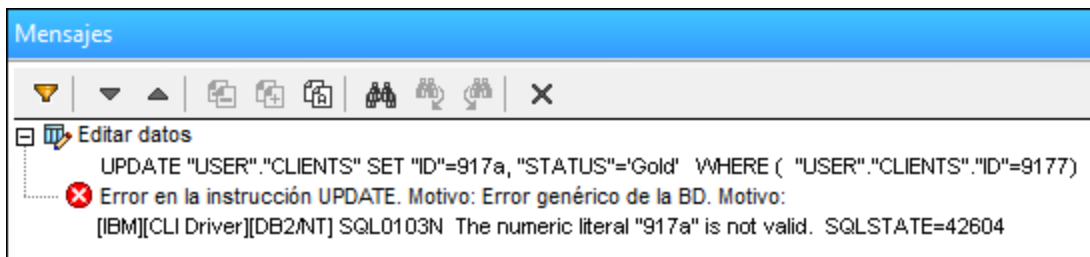 Mensajes
Editar datos
UPDATE "USER"."CLIENTS" SET "ID"=917a, "STATUS"='Gold'   WHERE (  "USER"."CLIENTS"."ID"=9177)
Error en la instrucción UPDATE. Motivo: Error genérico de la BD. Motivo:
[IBM][CLI Driver][DB2/NT] SQL0103N  The numeric literal "917a" is not valid.  SQLSTATE=42604